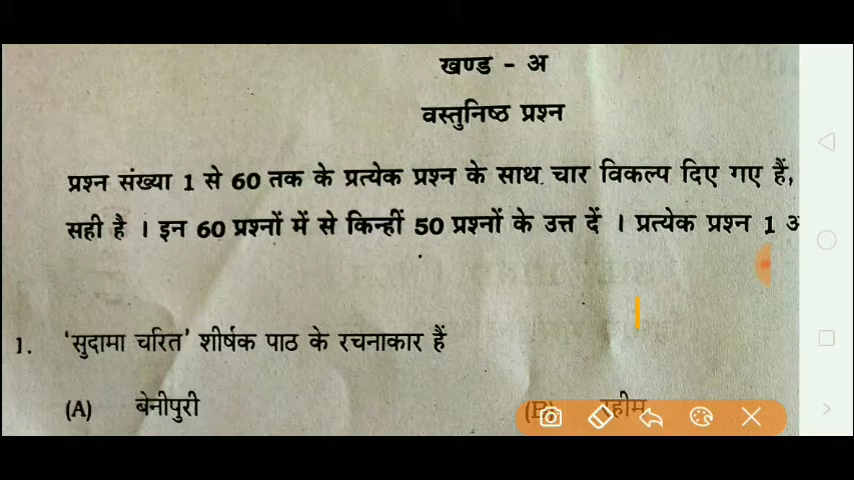 खण्ड - अ
वस्तुनिष्ठ प्रश्न
प्रश्न संख्या 1 से 60 तक के प्रत्येक प्रश्न के साथ चार विकल्प दिए गए हैं,
सही है । इन 60 प्रश्नों में से किन्हीं 50 प्रश्नों के उत्त दें । प्रत्येक प्रश्न 1
1. 'सुदामा चरित' शीर्षक पाठ के रचनाकार हैं
(A) बेनीपुरी (B) रहीम